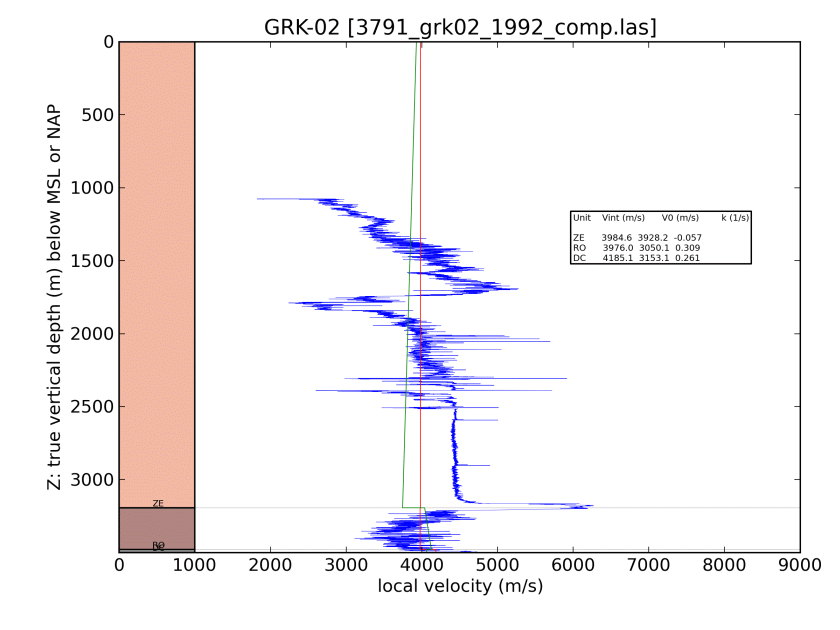 GRK-02 [3791_grk02_1992_comp.las]
Z: true vertical depth (m) below MSL or NAP
0
500
1000
1500
2000
2500
3000
Unit Vint (m/s) V0 (m/s) k (1/s)
ZE 3984.6 3928.2 -0.057
RO 3976.0 3050.1 0.309
DC 4185.1 3153.1 0.261
ZE
RO
DC
0 1000 2000 3000 4000 5000 6000 7000 8000 9000
local velocity (m/s)